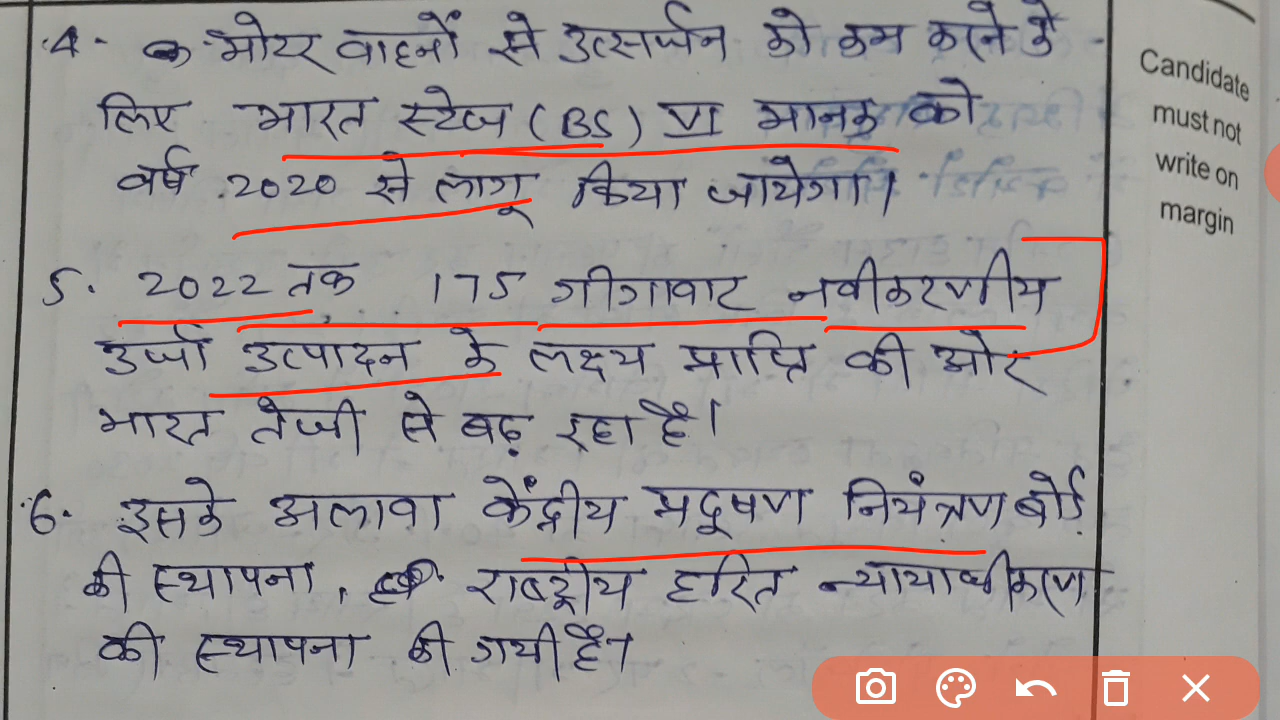 4. मोटर वाहनों से उत्सर्जन को कम करने के
लिए भारत स्टेज (BS) VI मानक को
वर्ष 2020 से लागू किया जायेगा।
5. 2022 तक 175 गीगावाट नवीकरणीय
उर्जा उत्पादन के लक्ष्य प्राप्ति की ओर
भारत तेजी से बढ़ रहा है।
6. इसके अलावा केंद्रीय प्रदूषण नियंत्रण बोर्ड
की स्थापना, राष्ट्रीय हरित न्यायाधीकरण
की स्थापना की गयी है।
Candidate
must not
write on
margin